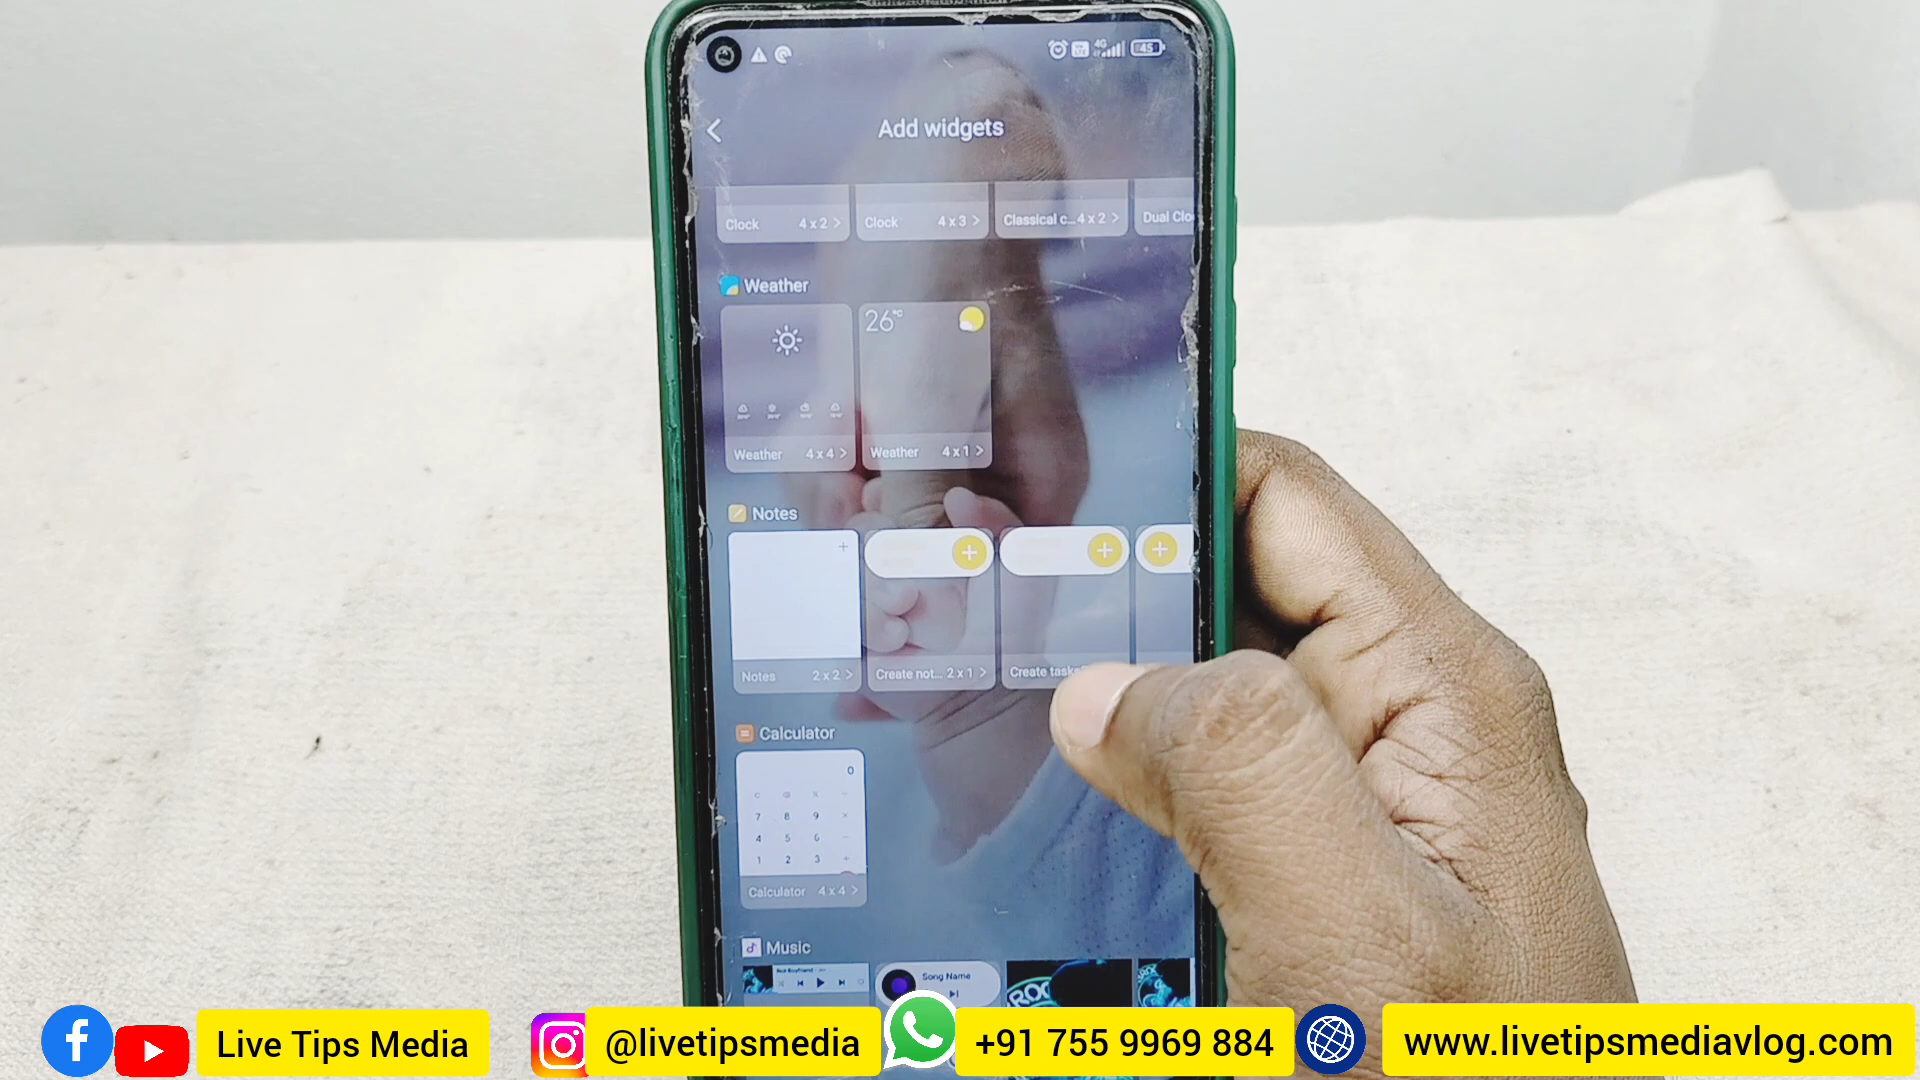 4G 45
Add widgets
Clock 4 x 2 >
Clock 4 x 3 >
Classical c... 4 x 2 >
Dual Clo
Weather
26°C
Weather 4 x 4 >
Weather 4 x 1 >
Notes
Notes 2 x 2 >
Create not... 2 x 1 >
Create task
Calculator
0
7 8 9 ×
4 5 6 −
1 2 3 +
Calculator 4 x 4 >
Music
Song Name
Live Tips Media
@livetipsmedia
+91 755 9969 884
www.livetipsmediavlog.com